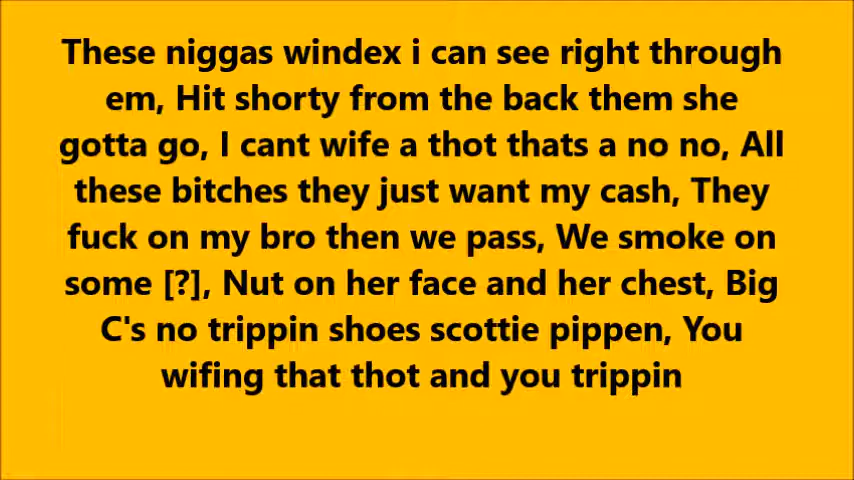 These niggas windex i can see right through
em, Hit shorty from the back them she
gotta go, I cant wife a thot thats a no no, All
these bitches they just want my cash, They
fuck on my bro then we pass, We smoke on
some [?], Nut on her face and her chest, Big
C's no trippin shoes scottie pippen, You
wifing that thot and you trippin